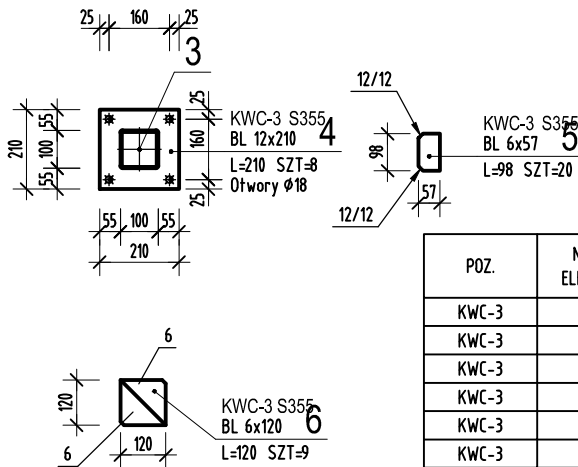 25 160 25
3
210
55 100 55
25 160 25
KWC-3 S355
BL 12x210 4
L=210 SZT=8
Otwory Φ18
55 100 55
210
12/12
98
57
12/12
KWC-3 S355
BL 6x57 5
L=98 SZT=20
6
120
6
120
KWC-3 S355
BL 6x120 6
L=120 SZT=9
POZ.
KWC-3
KWC-3
KWC-3
KWC-3
KWC-3
KWC-3